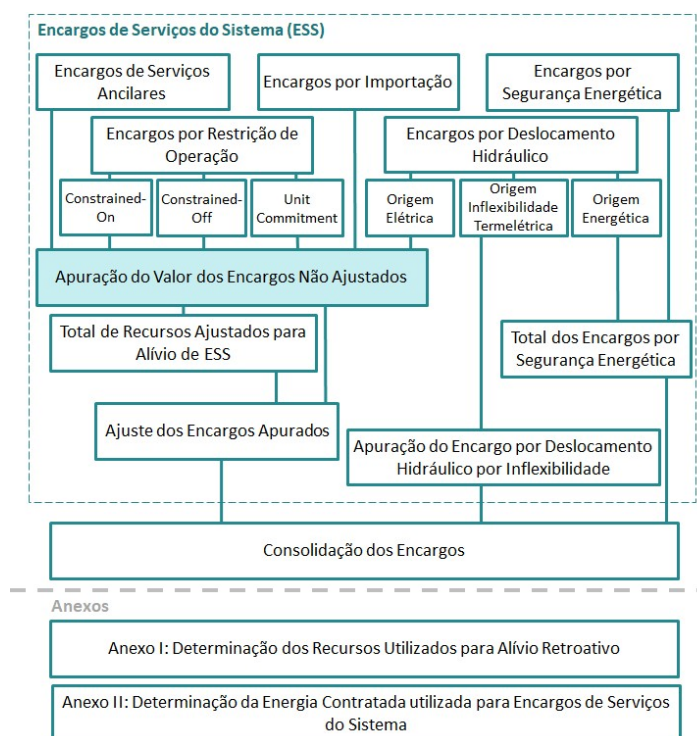 Encargos de Serviços do Sistema (ESS)
Encargos de Serviços
Ancilares
Encargos por Importação
Encargos por
Segurança Energética
Encargos por Restrição de
Operação
Encargos por Deslocamento
Hidráulico
Constrained-
On
Constrained-
Off
Unit
Commitment
Origem
Elétrica
Origem
Inflexibilidade
Termelétrica
Origem
Energética
Apuração do Valor dos Encargos Não Ajustados
Total de Recursos Ajustados para
Alívio de ESS
Total dos Encargos por
Segurança Energética
Ajuste dos Encargos Apurados
Apuração do Encargo por Deslocamento
Hidráulico por Inflexibilidade
Consolidação dos Encargos
Anexos
Anexo I: Determinação dos Recursos Utilizados para Alívio Retroativo
Anexo II: Determinação da Energia Contratada utilizada para Encargos de Serviços
do Sistema